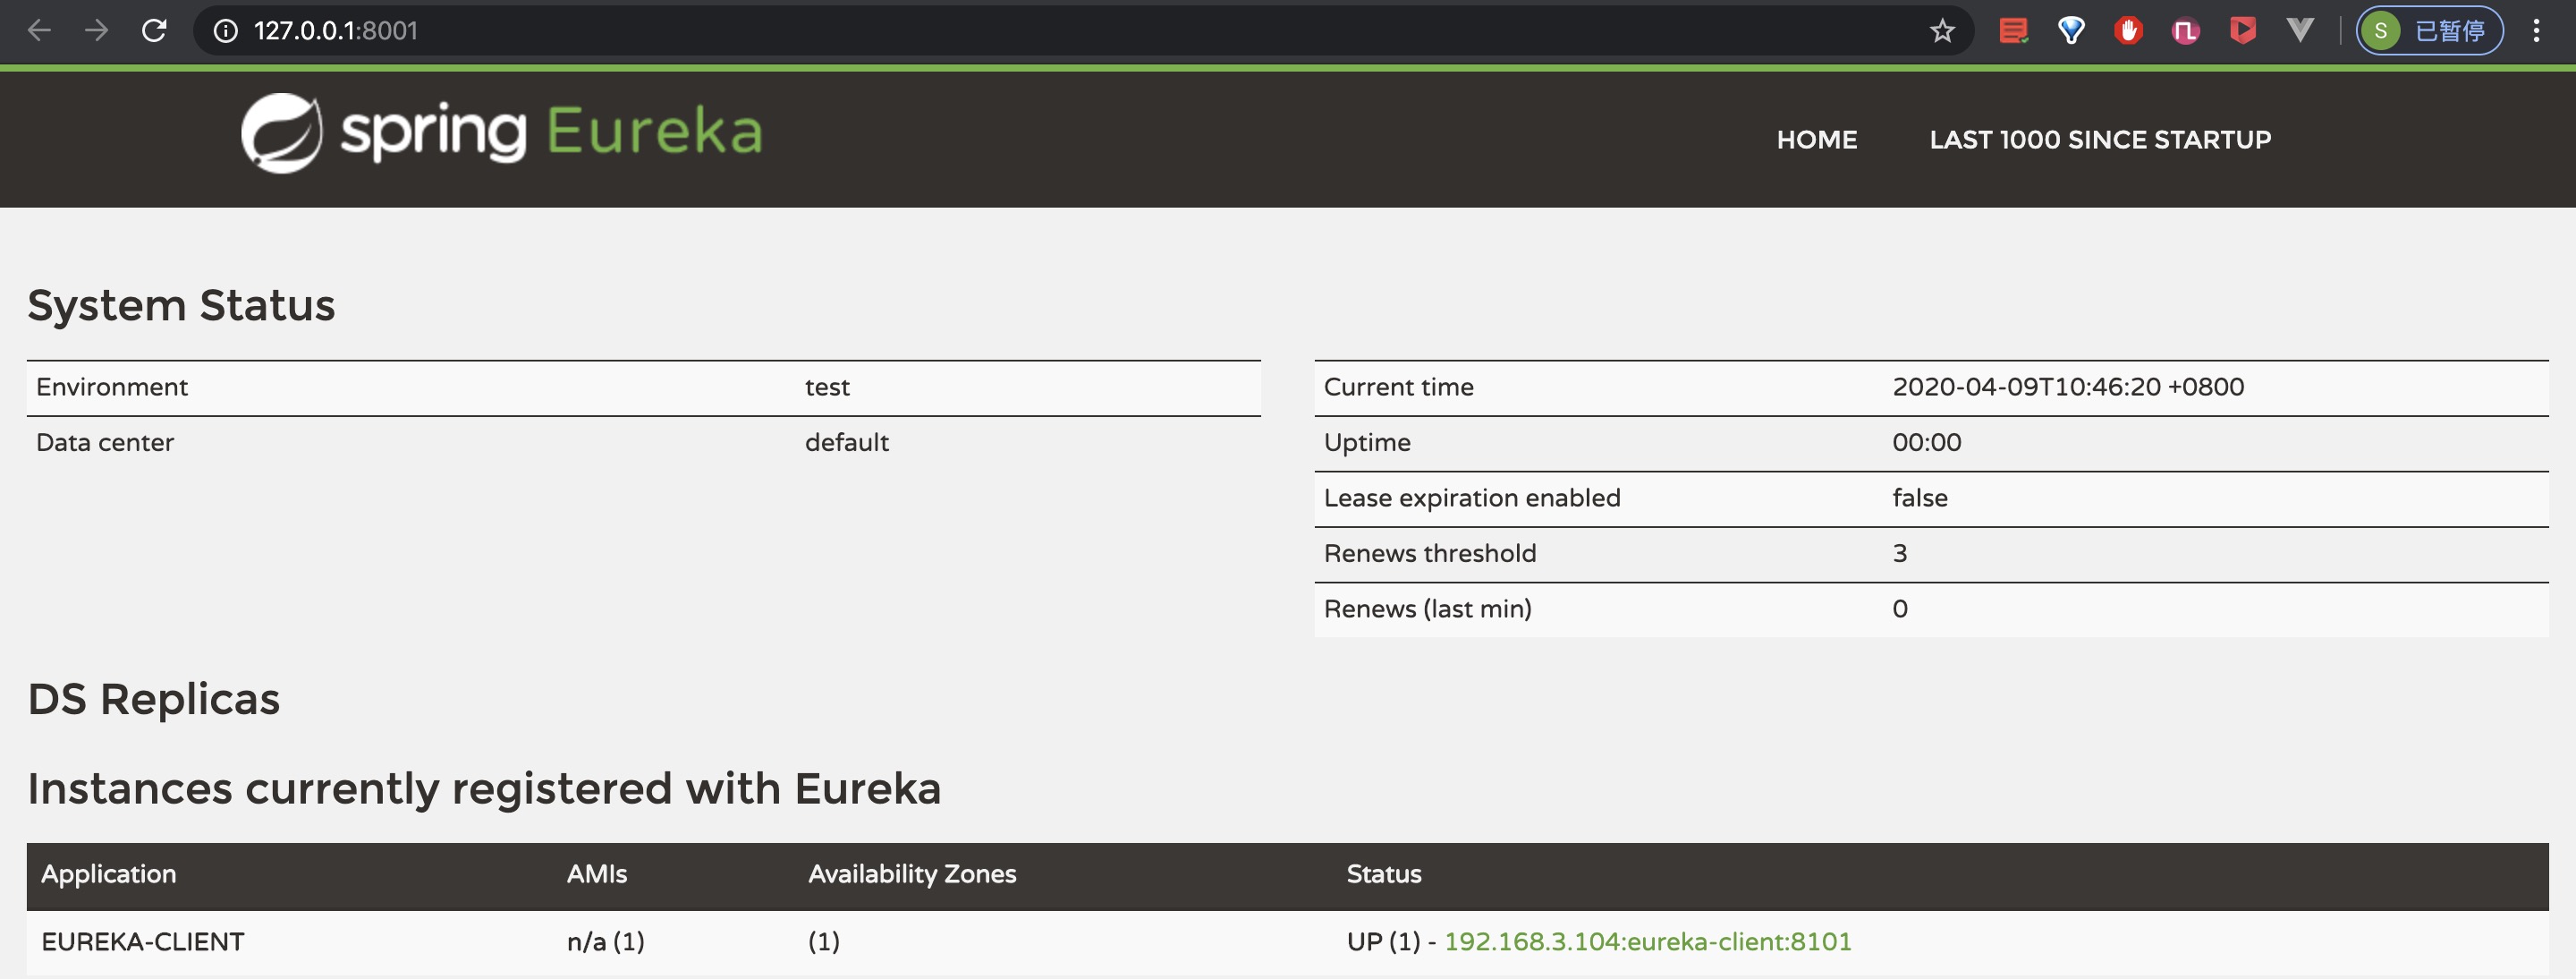 127.0.0.1:8001
S 已暂停
spring Eureka
HOME LAST 1000 SINCE STARTUP
System Status
Environment test
Data center default
Current time 2020-04-09T10:46:20 +0800
Uptime 00:00
Lease expiration enabled false
Renews threshold 3
Renews (last min) 0
DS Replicas
Instances currently registered with Eureka
Application AMIs Availability Zones Status
EUREKA-CLIENT n/a (1) (1) UP (1) - 192.168.3.104:eureka-client:8101